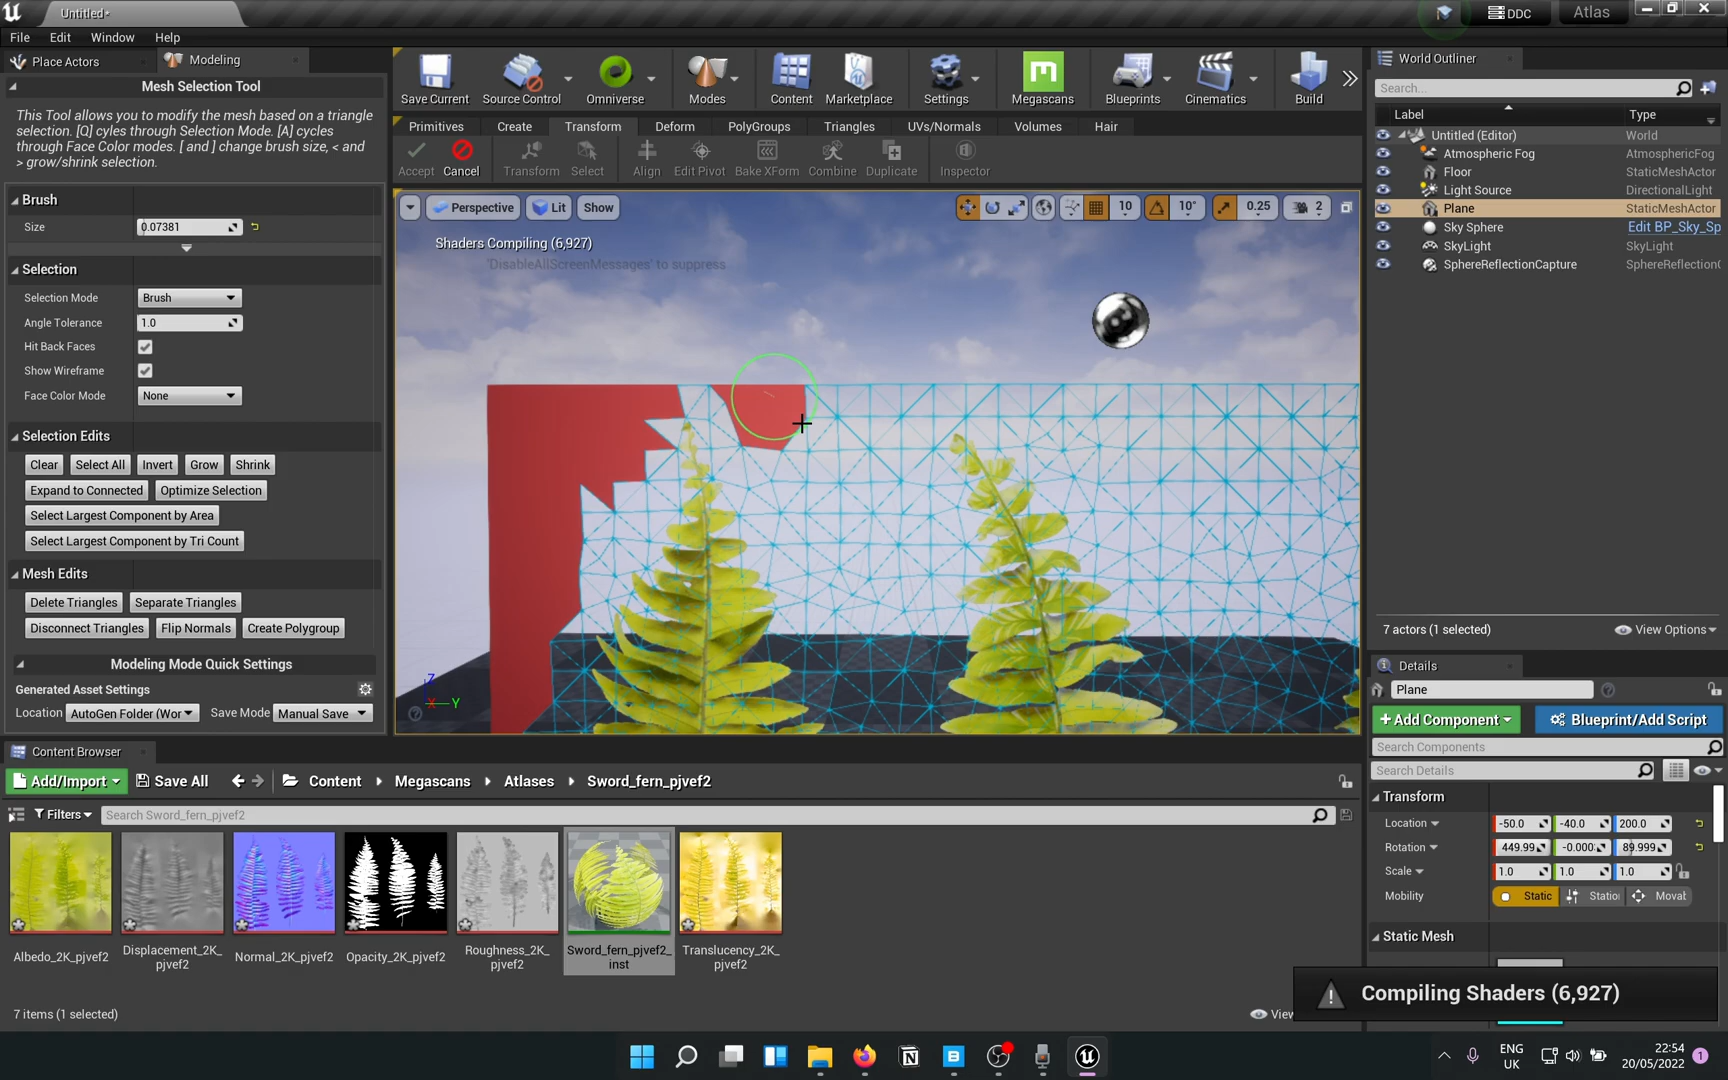 Untitled*
DDC
Atlas
File Edit Window Help
Place Actors
Modeling
Mesh Selection Tool
This Tool allows you to modify the mesh based on a triangle
selection. [Q] cyles through Selection Mode. [A] cycles
through Face Color modes. [ and ] change brush size, < and
> grow/shrink selection.
Brush
Size 0.07381
Selection
Selection Mode Brush
Angle Tolerance 1.0
Hit Back Faces
Show Wireframe
Face Color Mode None
Selection Edits
Clear Select All Invert Grow Shrink
Expand to Connected Optimize Selection
Select Largest Component by Area
Select Largest Component by Tri Count
Mesh Edits
Delete Triangles Separate Triangles
Disconnect Triangles Flip Normals Create Polygroup
Modeling Mode Quick Settings
Generated Asset Settings
Location AutoGen Folder (Wor Save Mode Manual Save
Save Current Source Control Omniverse Modes Content Marketplace Settings Megascans Blueprints Cinematics Build
Primitives Create Transform Deform PolyGroups Triangles UVs/Normals Volumes Hair
Accept Cancel Transform Select Align Edit Pivot Bake XForm Combine Duplicate Inspector
Perspective Lit Show 10 10° 0.25 2
Shaders Compiling (6,927)
'DisableAllScreenMessages' to suppress
Z
X Y
World Outliner
Search...
Label Type
Untitled (Editor) World
Atmospheric Fog AtmosphericFog
Floor StaticMeshActor
Light Source DirectionalLight
Plane StaticMeshActor
Sky Sphere Edit BP_Sky_Sp
SkyLight SkyLight
SphereReflectionCapture SphereReflection
7 actors (1 selected) View Options
Details
Plane
+Add Component Blueprint/Add Script
Search Components
Search Details
Transform
Location -50.0 -40.0 200.0
Rotation 449.99 -0.000 89.999
Scale 1.0 1.0 1.0
Mobility Static Statio Movab
Static Mesh
Compiling Shaders (6,927)
Content Browser
Add/Import Save All Content Megascans Atlases Sword_fern_pjvef2
Filters Search Sword_fern_pjvef2
Albedo_2K_pjvef2
Displacement_2K_
pjvef2
Normal_2K_pjvef2
Opacity_2K_pjvef2
Roughness_2K_
pjvef2
Sword_fern_pjvef2_
inst
Translucency_2K_
pjvef2
7 items (1 selected) View
ENG
UK
22:54
20/05/2022
1